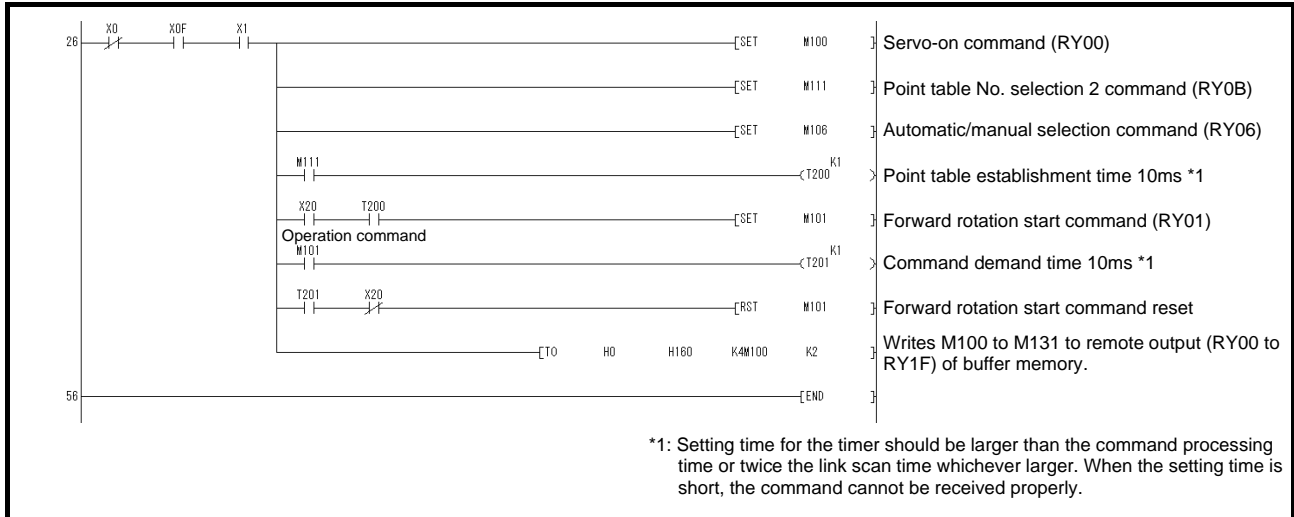 X0 X0F X1
26 [SET M100 ] Servo-on command (RY00)
[SET M111 ] Point table No. selection 2 command (RY0B)
[SET M106 ] Automatic/manual selection command (RY06)
M111 K1
(T200 ) Point table establishment time 10ms *1
X20 T200
[SET M101 ] Forward rotation start command (RY01)
Operation command
M101 K1
(T201 ) Command demand time 10ms *1
T201 X20
[RST M101 ] Forward rotation start command reset
[TO H0 H160 K4M100 K2 ] Writes M100 to M131 to remote output (RY00 to
RY1F) of buffer memory.
56 [END ]
*1: Setting time for the timer should be larger than the command processing
time or twice the link scan time whichever larger. When the setting time is
short, the command cannot be received properly.